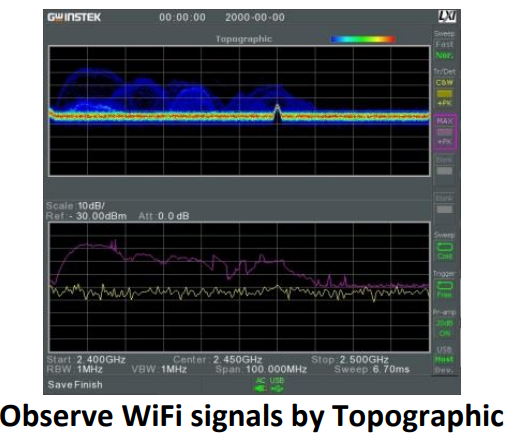 GWINSTEK 00:00:00 2000-00-00 LXI
Topographic
Sweep
Fast
Nor.
Tr/Det
C&W
+PK
MAX
+PK
Blank
Blank
Scale :10dB/
Ref :- 30.00dBm Att :0.0 dB
Sweep
Cont
Trigger
Free
Pr-amp
20dB
ON
USB
Host
Dev.
Start :2.400GHz Center :2.450GHz Stop :2.500GHz
RBW :1MHz VBW :1MHz Span :100.000MHz Sweep :6.70ms
Save Finish AC USB
Observe WiFi signals by Topographic